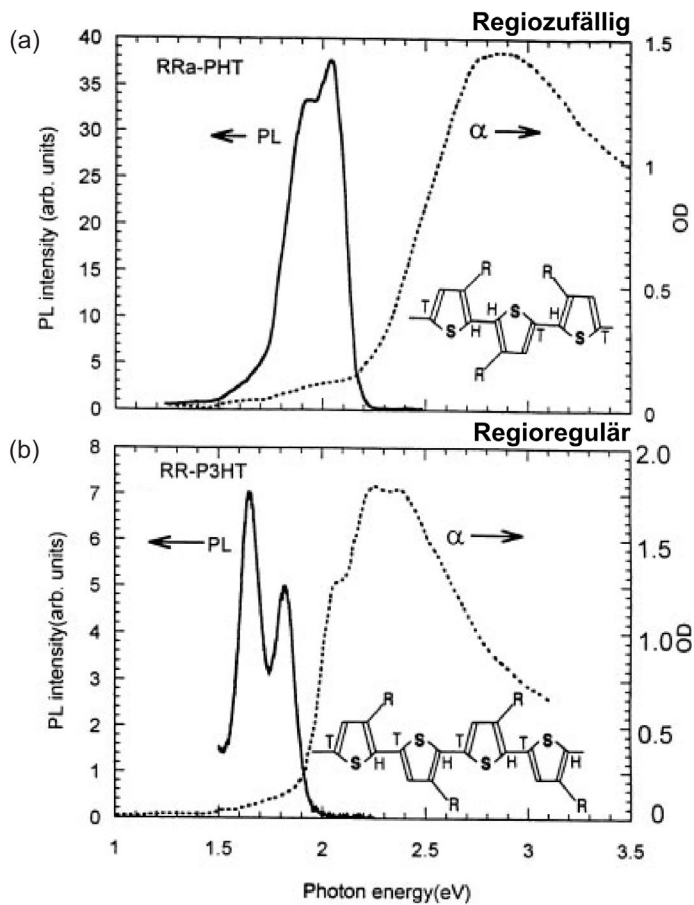 Regiozufällig
(a)
40
35
30
25
20
15
10
5
0
PL intensity (arb. units)
RRa-PHT
PL
α
1.5
1
0.5
0
OD
R
R
T
S
H
S
H
T
H
S
T
R
Regioregulär
(b)
8
7
6
5
4
3
2
1
0
PL intensity(arb. units)
RR-P3HT
PL
α
2.0
1.5
1.0
0.5
0
OD
R
R
T
S
H
T
S
H
T
S
H
T
S
H
R
R
1
1.5
2
2.5
3
3.5
Photon energy(eV)